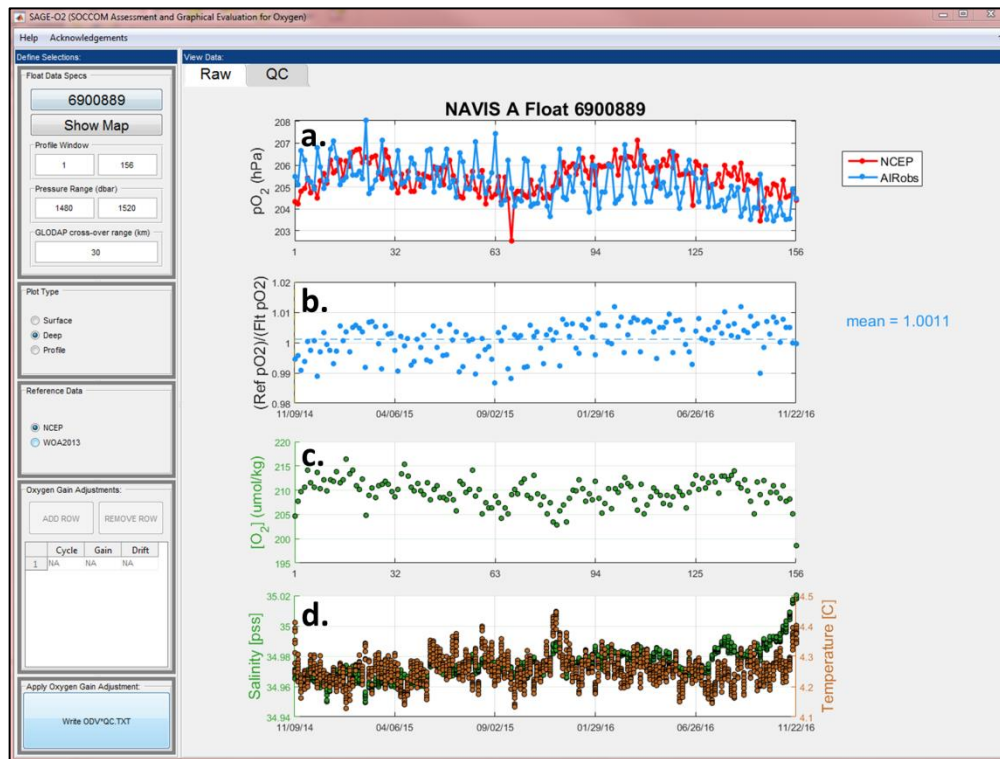 SAGE-O2 (SOCCOM Assessment and Graphical Evaluation for Oxygen)
Help Acknowledgements
Define Selections:
Float Data Specs
6900889
Show Map
Profile Window
1 156
Pressure Range (dbar)
1480 1520
GLODAP cross-over range (km)
30
Plot Type
Surface
Deep
Profile
Reference Data
NCEP
WOA2013
Oxygen Gain Adjustments:
ADD ROW REMOVE ROW
Cycle Gain Drift
1 NA NA NA
Apply Oxygen Gain Adjustment:
Write ODV*QC.TXT
View Data:
Raw QC
NAVIS A Float 6900889
a.
pO2 (hPa)
208
207
206
205
204
203
1 32 63 94 125 156
NCEP
AIRobs
b.
(Ref pO2)/(Flt pO2)
1.02
1.01
1
0.99
0.98
11/09/14 04/06/15 09/02/15 01/29/16 06/26/16 11/22/16
mean = 1.0011
c.
[O2] (umol/kg)
220
215
210
205
200
195
1 32 63 94 125 156
d.
Salinity [pss]
35.02
35
34.98
34.96
34.94
4.5
4.4
4.3
4.2
4.1
Temperature [C]
11/09/14 04/06/15 09/02/15 01/29/16 06/26/16 11/22/16